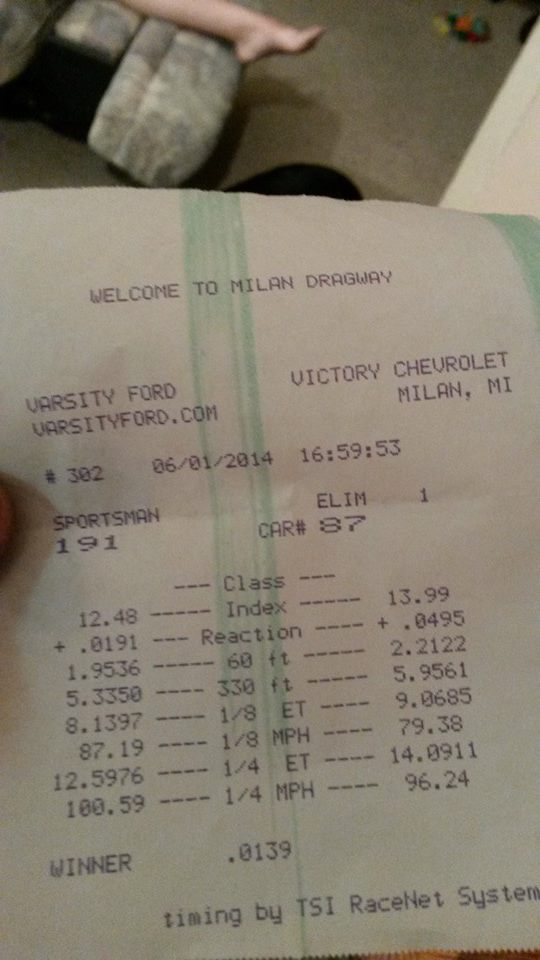 WELCOME TO MILAN DRAGWAY
VARSITY FORD VICTORY CHEVROLET
VARSITYFORD.COM MILAN, MI
# 302 06/01/2014 16:59:53
SPORTSMAN ELIM 1
191 CAR# 87
--- Class ---
12.48 ----- Index ----- 13.99
+ .0191 --- Reaction ---- + .0495
1.9536 ----- 60 ft ----- 2.2122
5.3350 ---- 330 ft ----- 5.9561
8.1397 ---- 1/8 ET ---- 9.0685
87.19 ---- 1/8 MPH ---- 79.38
12.5976 ---- 1/4 ET ---- 14.0911
100.59 ---- 1/4 MPH ---- 96.24
WINNER .0139
timing by TSI RaceNet System